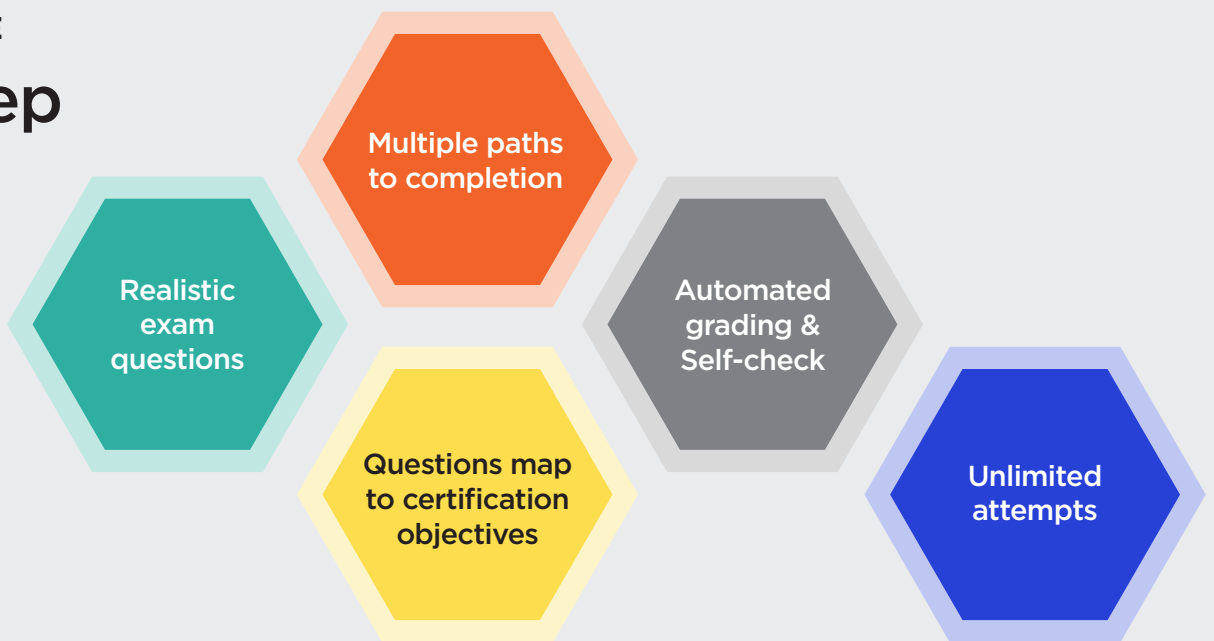 ep
Multiple paths
to completion
Realistic
exam
questions
Automated
grading &
Self-check
Questions map
to certification
objectives
Unlimited
attempts